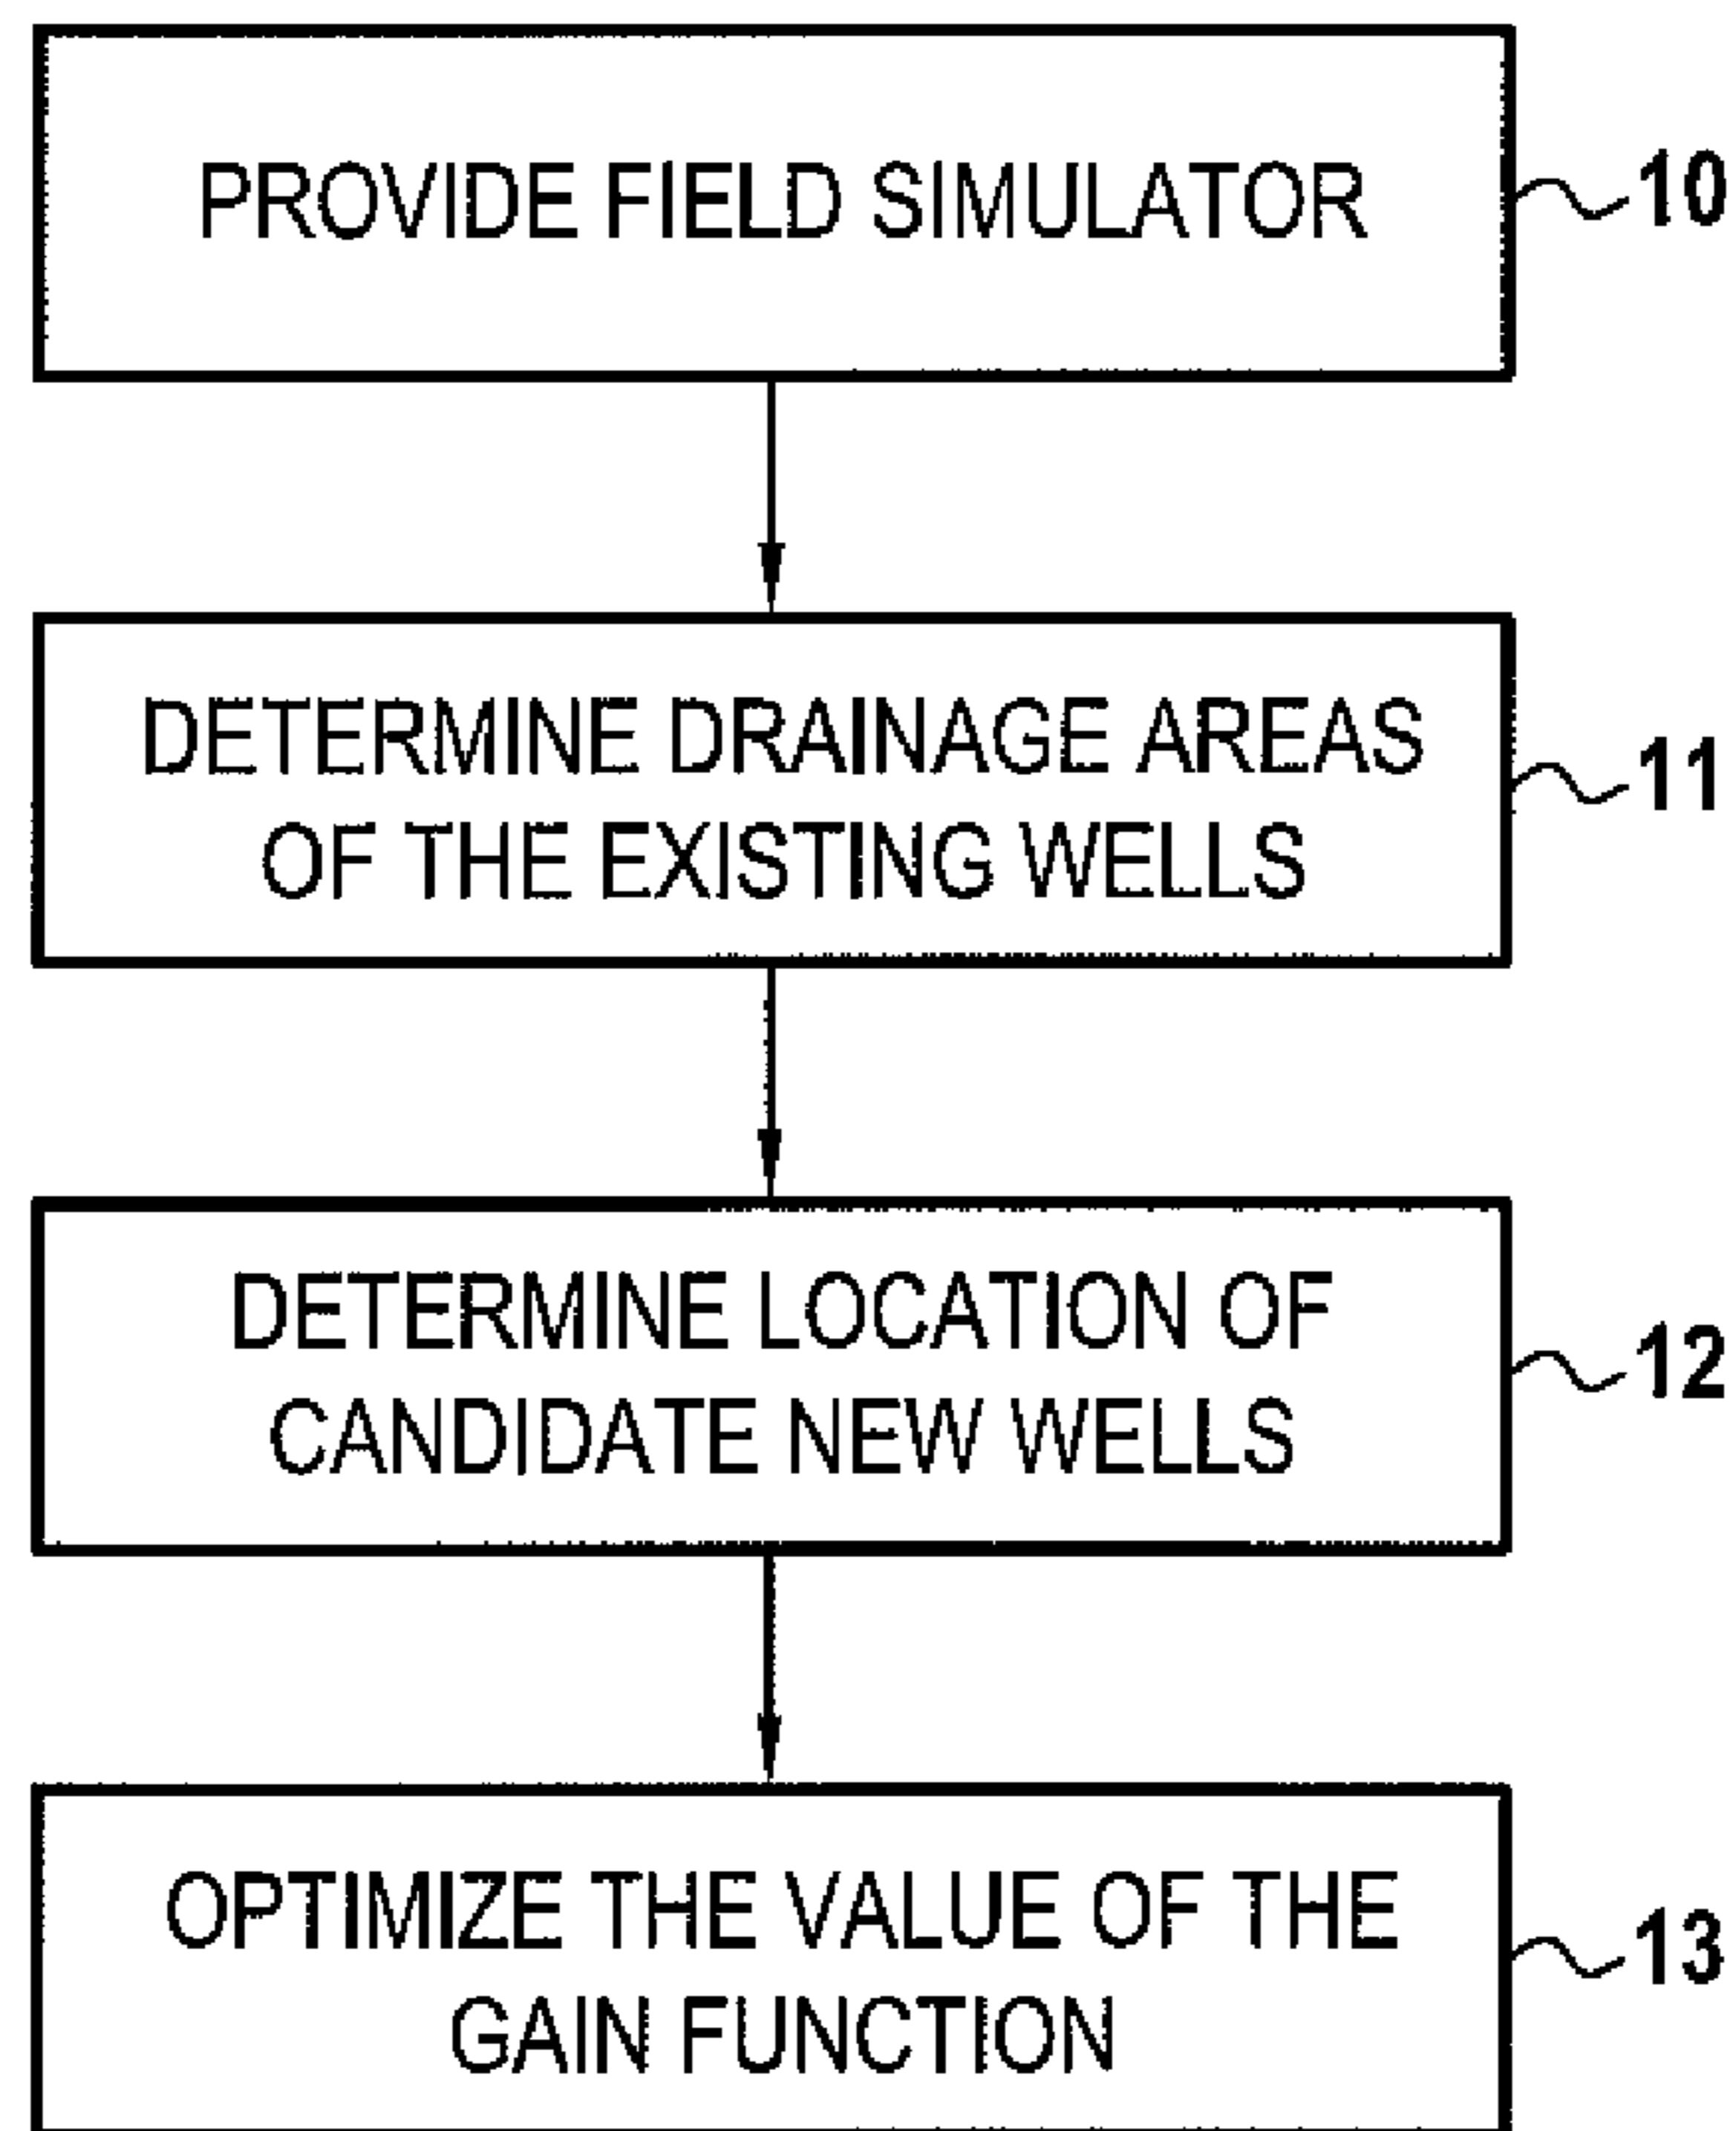 PROVIDE FIELD SIMULATOR
10
DETERMINE DRAINAGE AREAS
OF THE EXISTING WELLS
11
DETERMINE LOCATION OF
CANDIDATE NEW WELLS
12
OPTIMIZE THE VALUE OF THE
GAIN FUNCTION
13